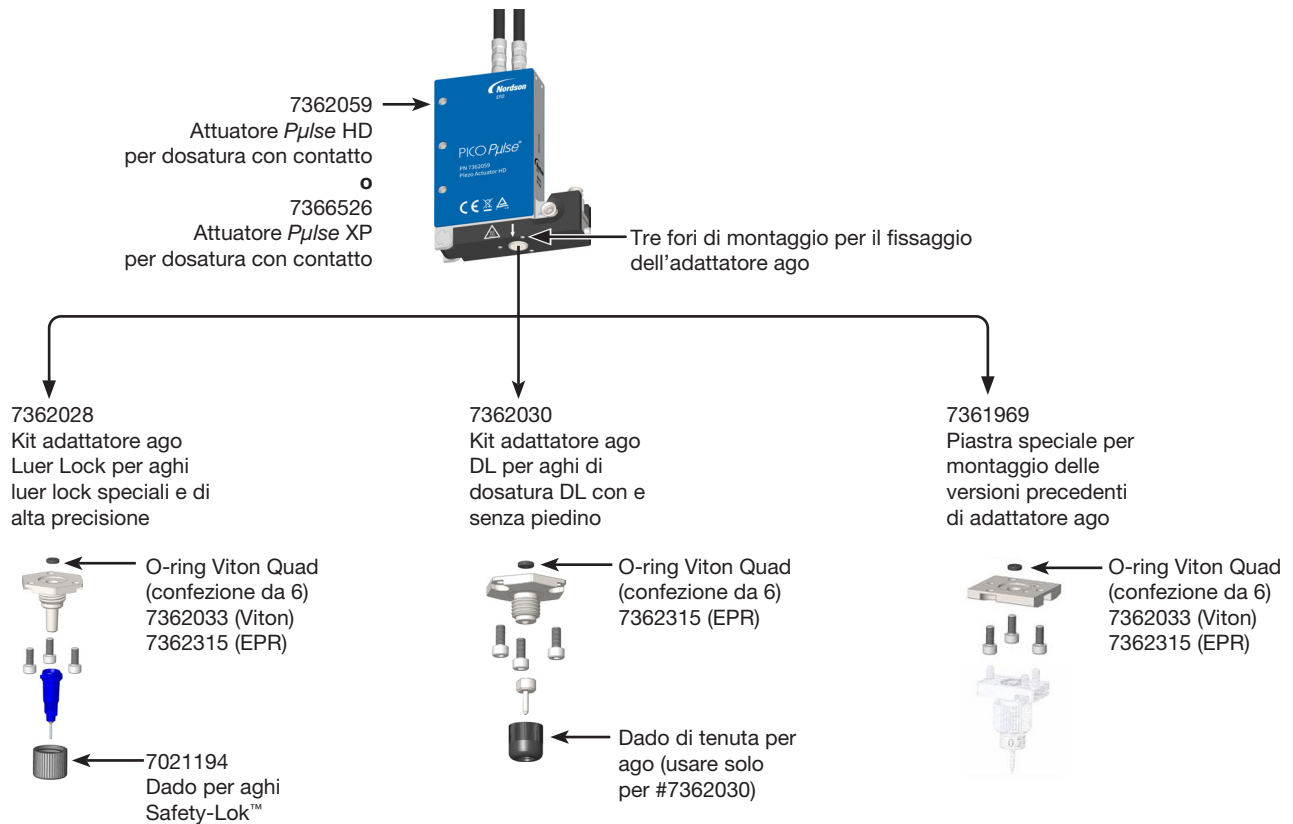 7362059
Attuatore Pµlse HD
per dosatura con contatto
o
7366526
Attuatore Pµlse XP
per dosatura con contatto
Nordson
EFD
PICO Pµlse®
PN 7362059
Piezo Actuator HD
CE
Tre fori di montaggio per il fissaggio
dell'adattatore ago
7362028
Kit adattatore ago
Luer Lock per aghi
luer lock speciali e di
alta precisione
O-ring Viton Quad
(confezione da 6)
7362033 (Viton)
7362315 (EPR)
7021194
Dado per aghi
Safety-Lok™
7362030
Kit adattatore ago
DL per aghi di
dosatura DL con e
senza piedino
O-ring Viton Quad
(confezione da 6)
7362315 (EPR)
Dado di tenuta per
ago (usare solo
per #7362030)
7361969
Piastra speciale per
montaggio delle
versioni precedenti
di adattatore ago
O-ring Viton Quad
(confezione da 6)
7362033 (Viton)
7362315 (EPR)